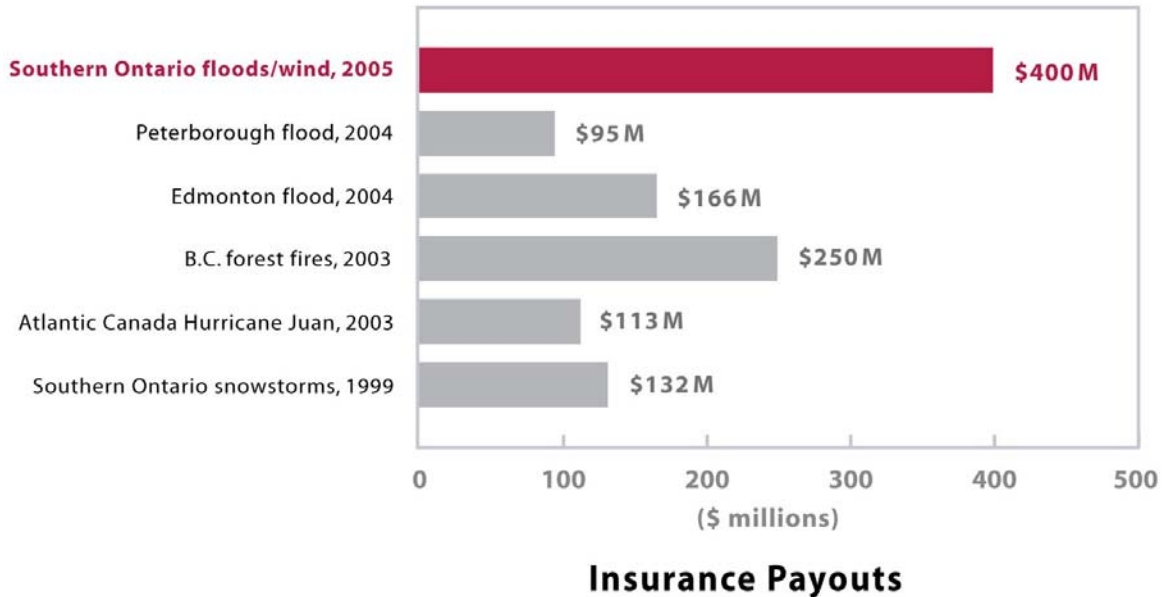 Southern Ontario floods/wind, 2005 $400 M
Peterborough flood, 2004 $95 M
Edmonton flood, 2004 $166 M
B.C. forest fires, 2003 $250 M
Atlantic Canada Hurricane Juan, 2003 $113 M
Southern Ontario snowstorms, 1999 $132 M
0 100 200 300 400 500
($ millions)
Insurance Payouts